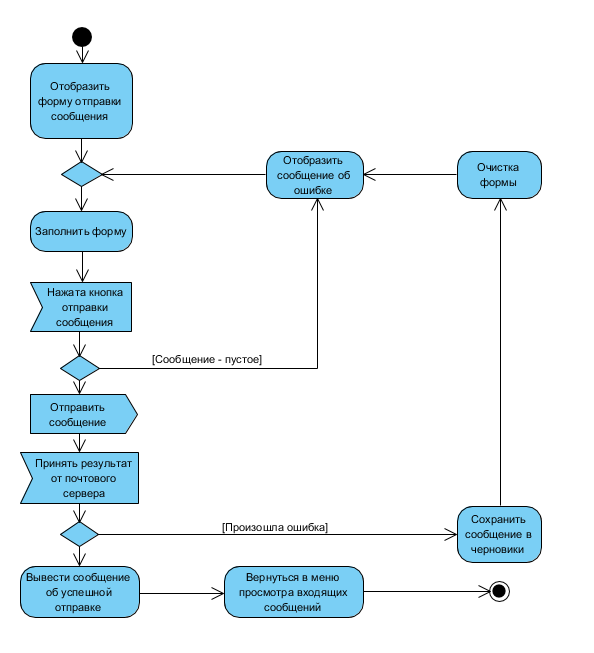 Отобразить
форму отправки
сообщения
Отобразить
сообщение об
ошибке
Очистка
формы
Заполнить форму
Нажата кнопка
отправки
сообщения
[Сообщение - пустое]
Отправить
сообщение
Принять результат
от почтового
сервера
[Произошла ошибка]
Сохранить
сообщение в
черновики
Вывести сообщение
об успешной
отправке
Вернуться в меню
просмотра входящих
сообщений